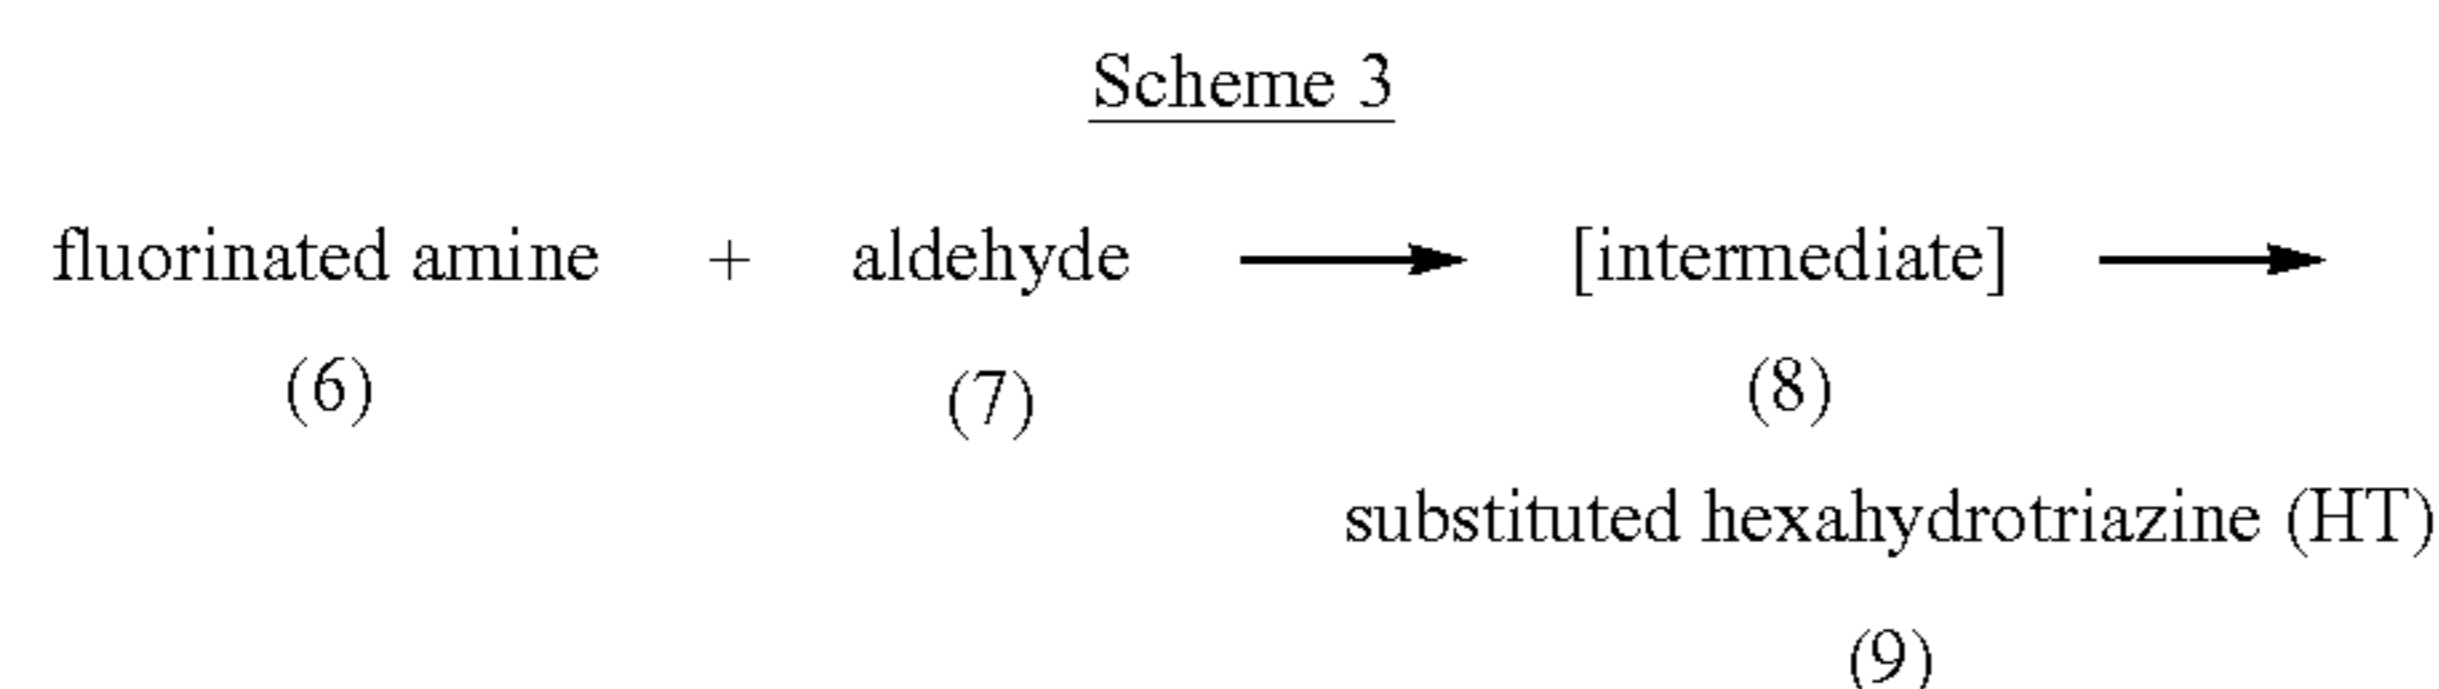 Scheme 3
fluorinated amine + aldehyde ⟶ [intermediate] ⟶
(6) (7) (8)
substituted hexahydrotriazine (HT)
(9)